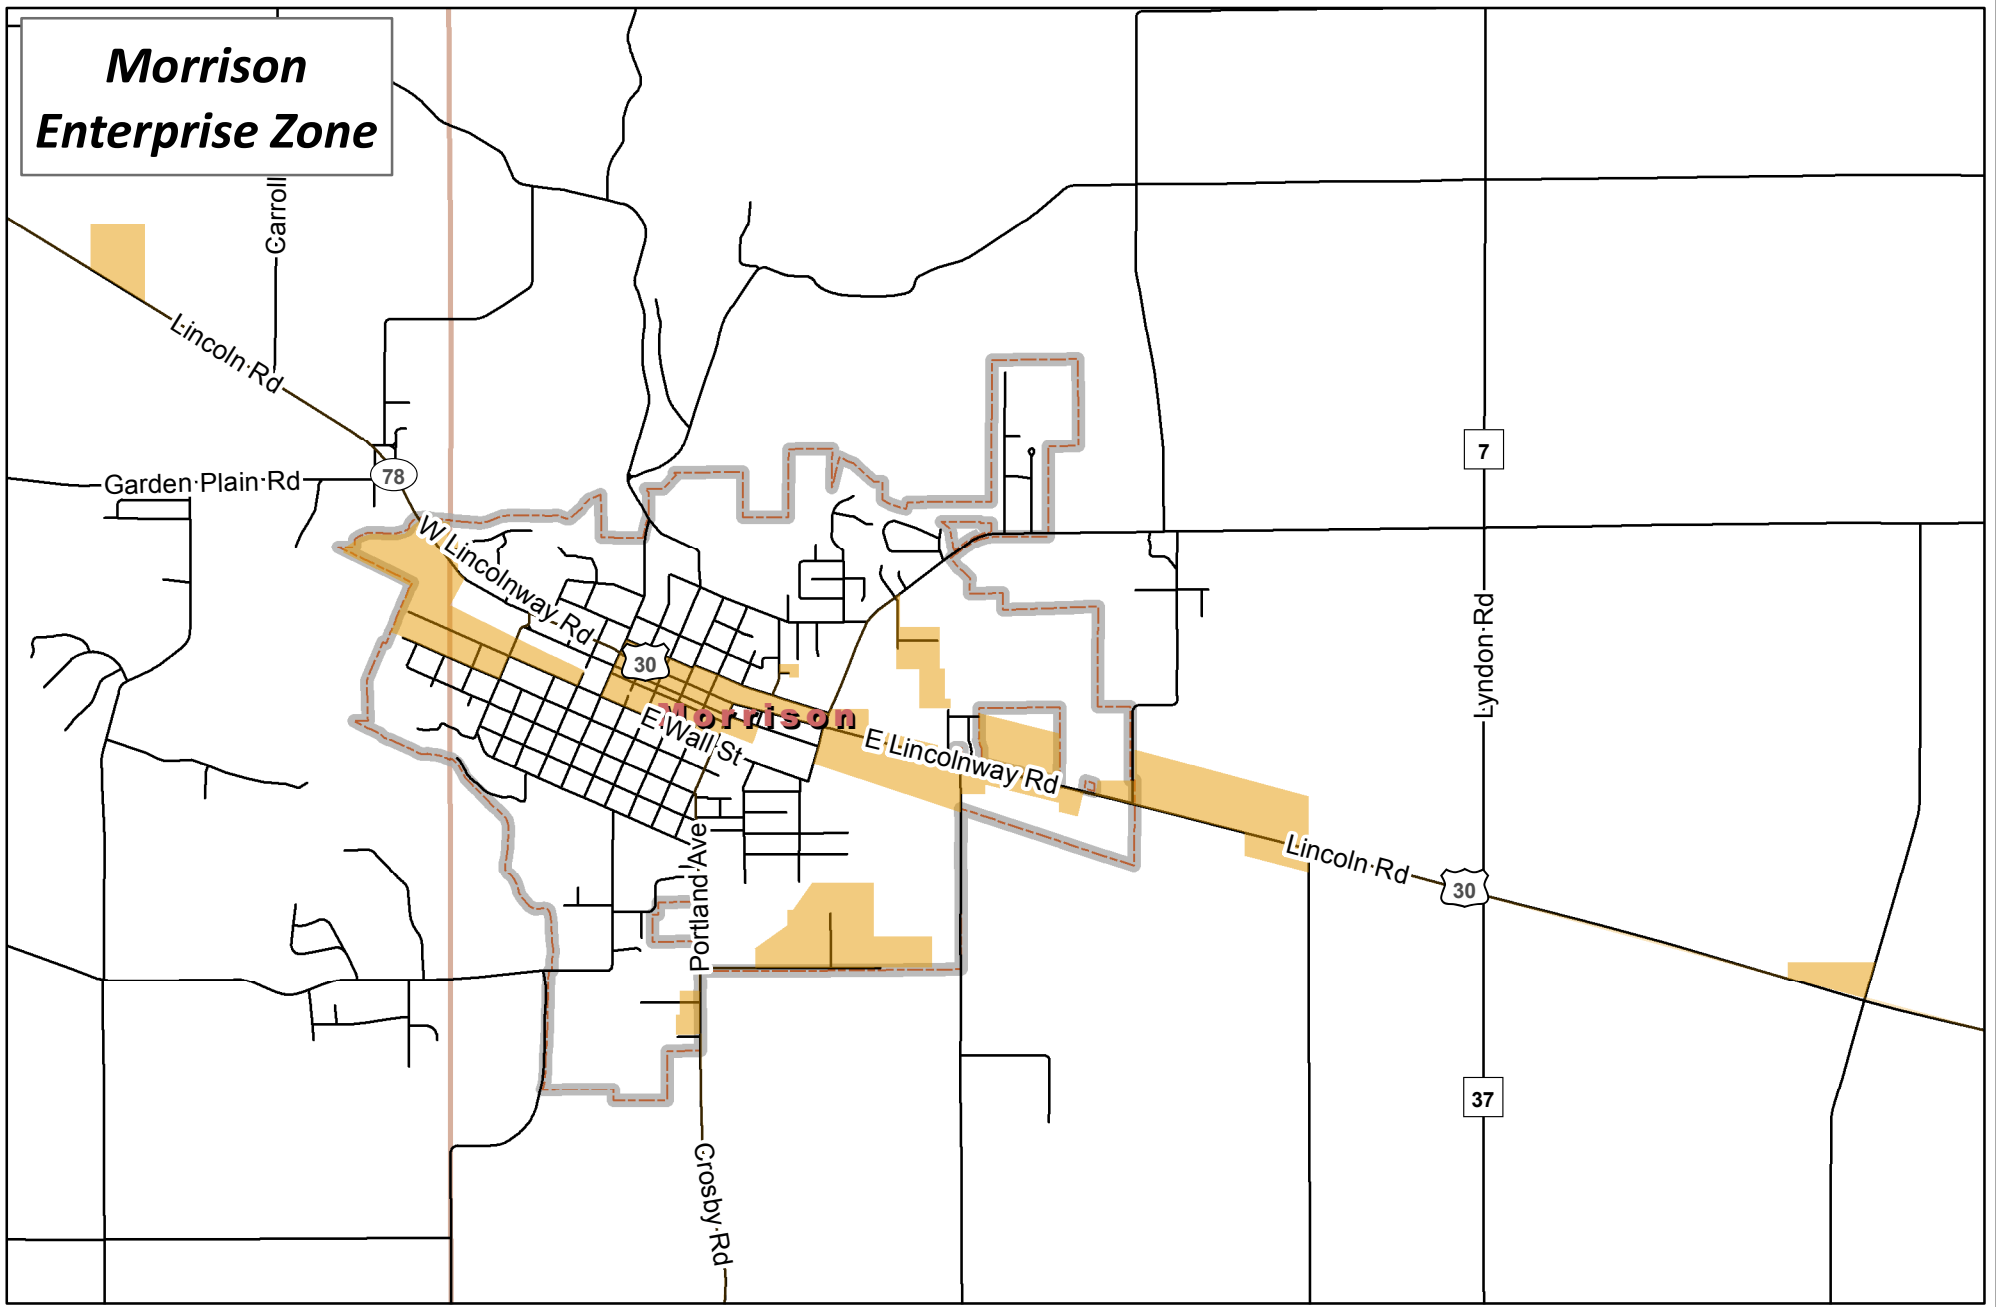 Morrison
Enterprise Zone
Carroll
Lincoln Rd
7
Garden Plain Rd
78
W Lincolnway Rd
Lyndon Rd
30
Morrison
E Wall St
E Lincolnway Rd
Portland Ave
Lincoln Rd
30
37
Crosby Rd